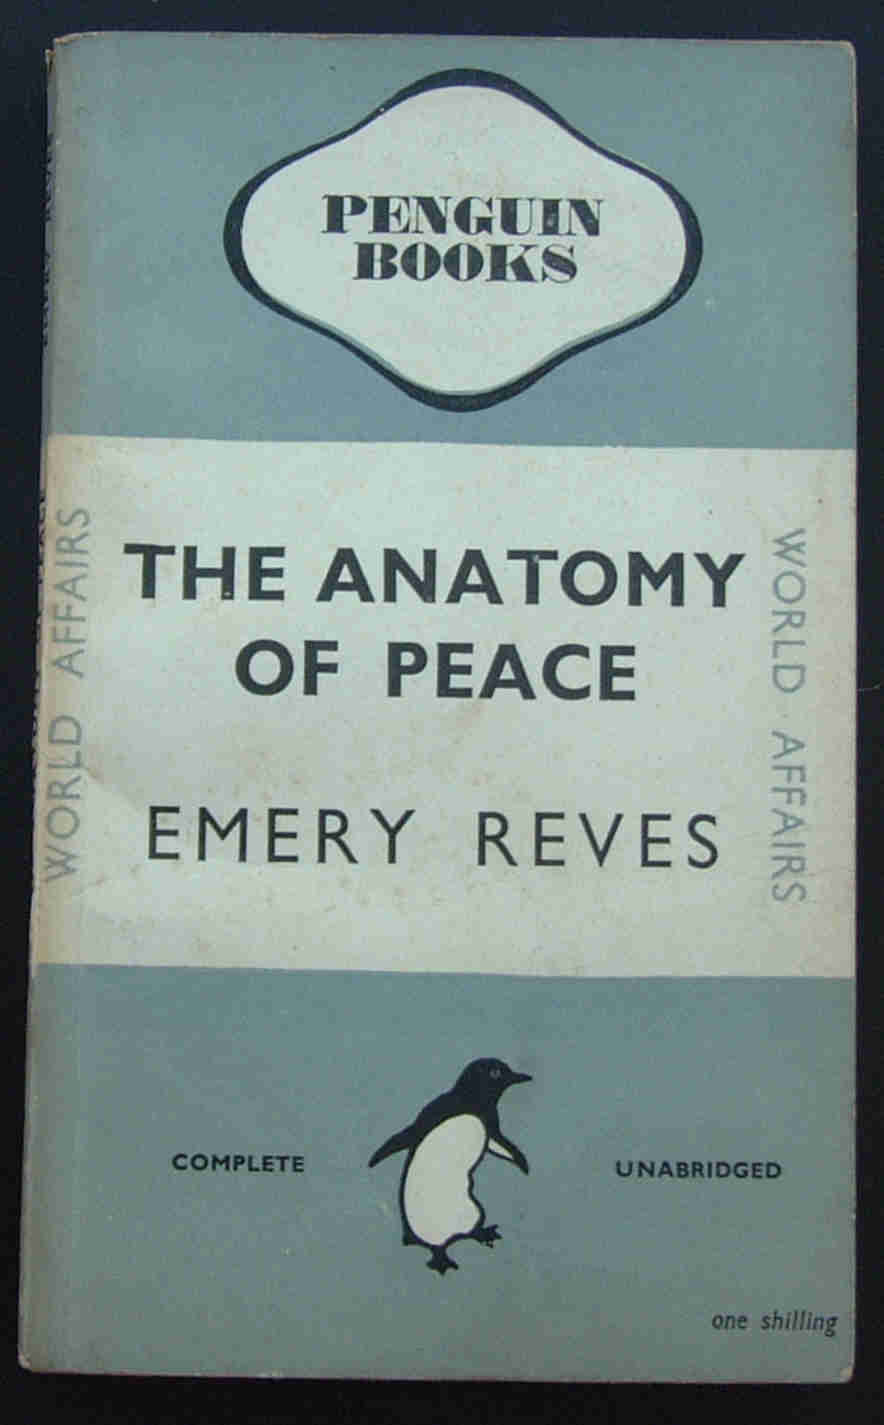 PENGUIN
BOOKS
WORLD AFFAIRS
THE ANATOMY
OF PEACE
EMERY REVES
WORLD AFFAIRS
COMPLETE
UNABRIDGED
one shilling